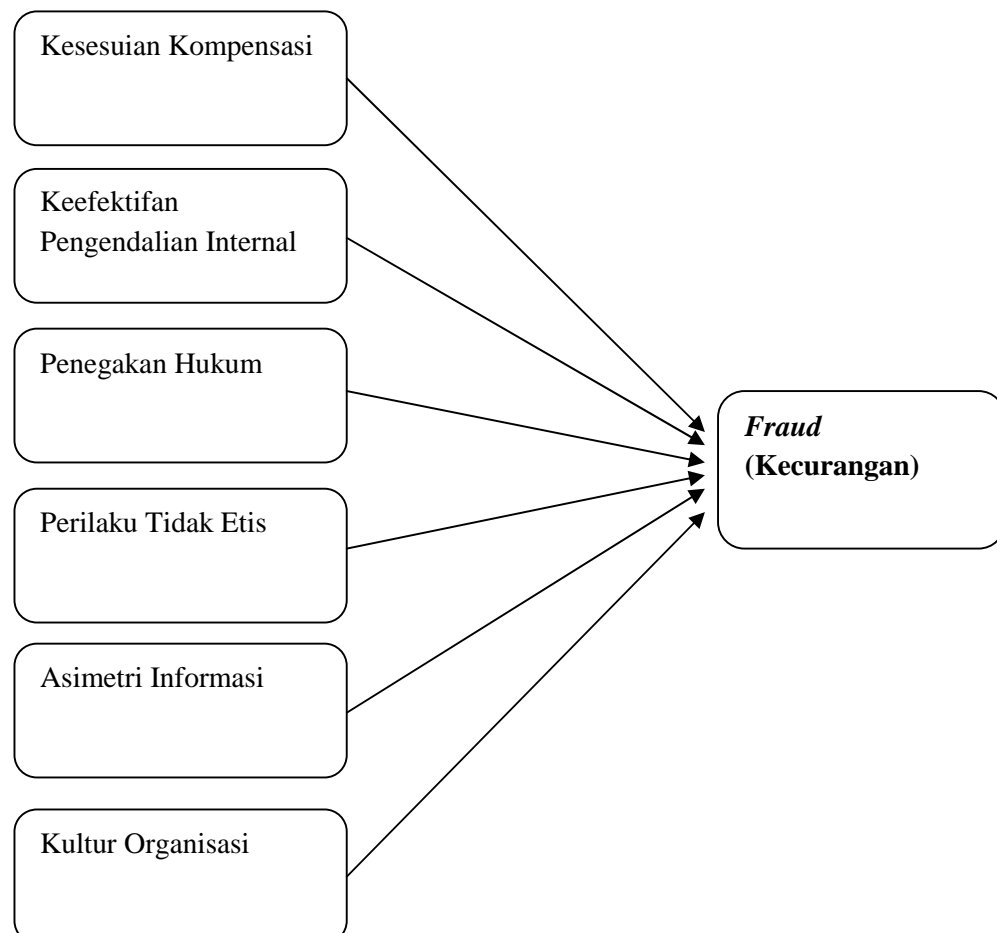 Kesesuian Kompensasi
Keefektifan
Pengendalian Internal
Penegakan Hukum
Perilaku Tidak Etis
Asimetri Informasi
Kultur Organisasi
Fraud
(Kecurangan)